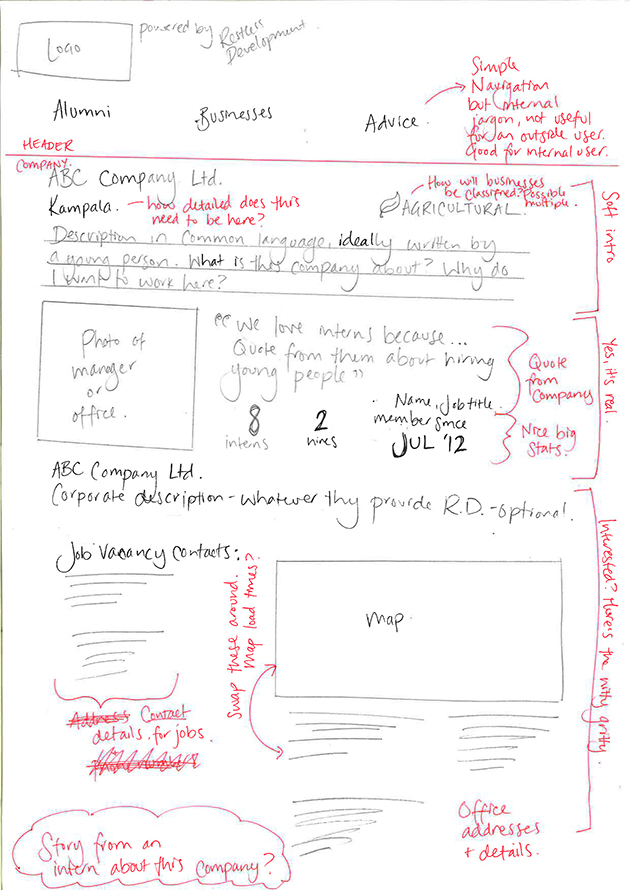 Logo
powered by Restless
Development.
Simple
Navigation
but internal
jargon, not useful
for an outside user.
Good for internal user.
Alumni
Businesses
Advice
HEADER
COMPANY.
ABC Company Ltd.
Kampala.
how detailed does this
need to be here?
How will businesses
be classified? Possible
multiple.
AGRICULTURAL.
Soft intro
Description in common language, ideally written by
a young person. What is this company about? Why do
I want to work here?
Photo of
manager
or
office.
"We love interns because...
Quote from them about hiring
young people"
Quote
from
Company
Yes, it's real
Name, job title.
member since
JUL '12
8
interns
2
hires
Nice big
Stats.
ABC Company Ltd.
Corporate description - whatever thy provide R.D. - optional.
Job Vacancy Contacts:
Swap these around.
Map load times?
Map.
Interested? Here's the nitty gritty.
Address Contact
details for jobs.
Office
addresses
+ details.
Story from an
intern about this company?